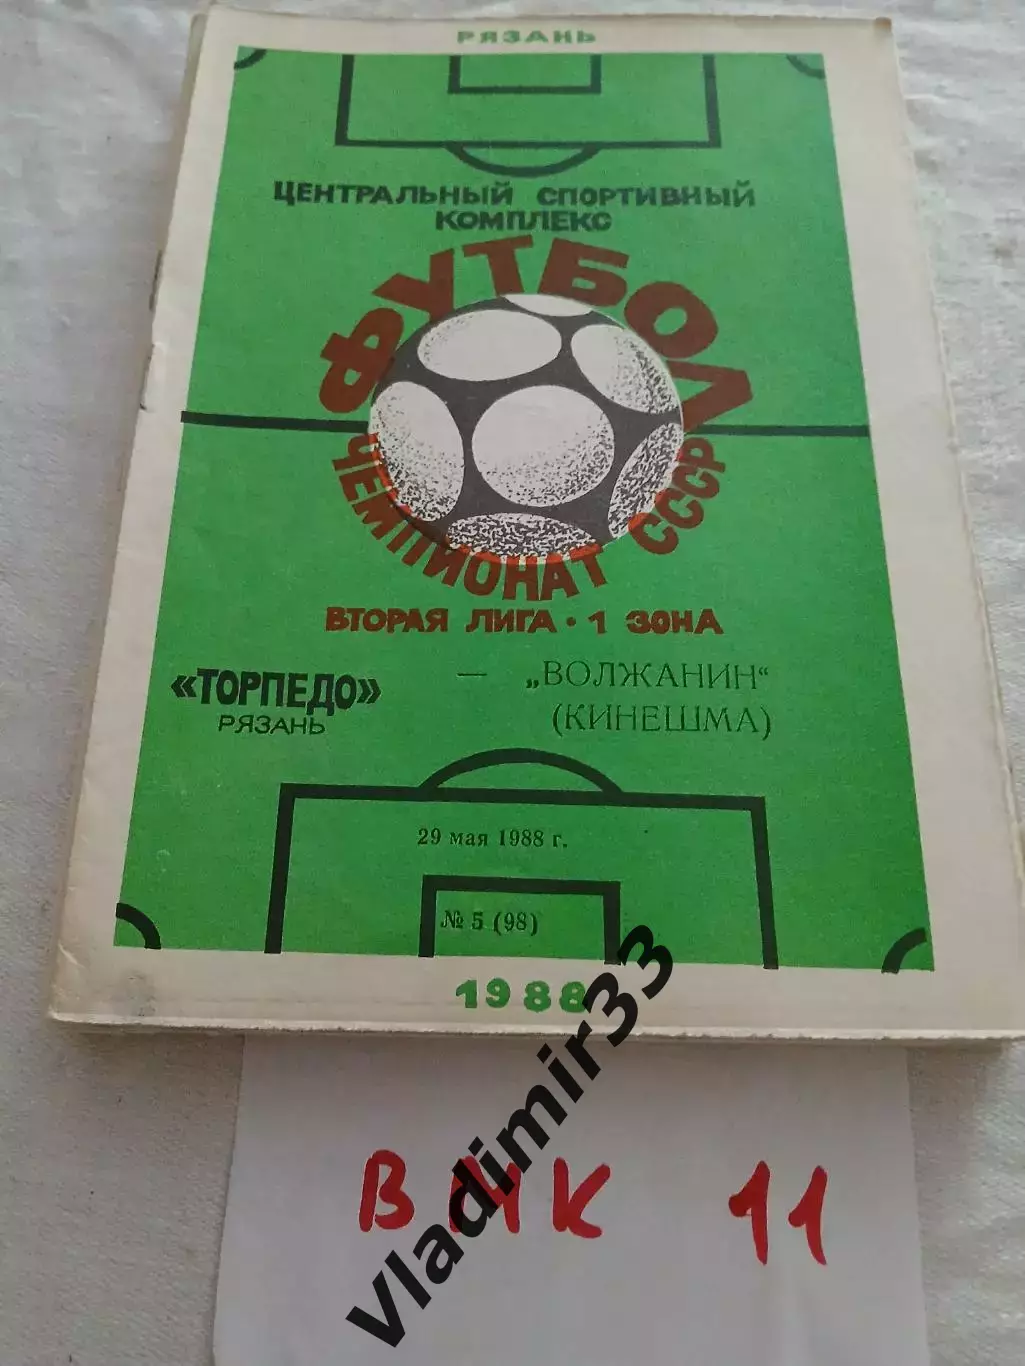 РЯЗАНЬ
ЦЕНТРАЛЬНЫЙ СПОРТИВНЫЙ
КОМПЛЕКС
ФУТБОЛ
ЧЕМПИОНАТ СССР
ВТОРАЯ ЛИГА · 1 ЗОНА
«ТОРПЕДО» — „ВОЛЖАНИН“
РЯЗАНЬ (КИНЕШМА)
29 мая 1988 г.
№ 5 (98)
1988
Vladimir33
ВМК 11